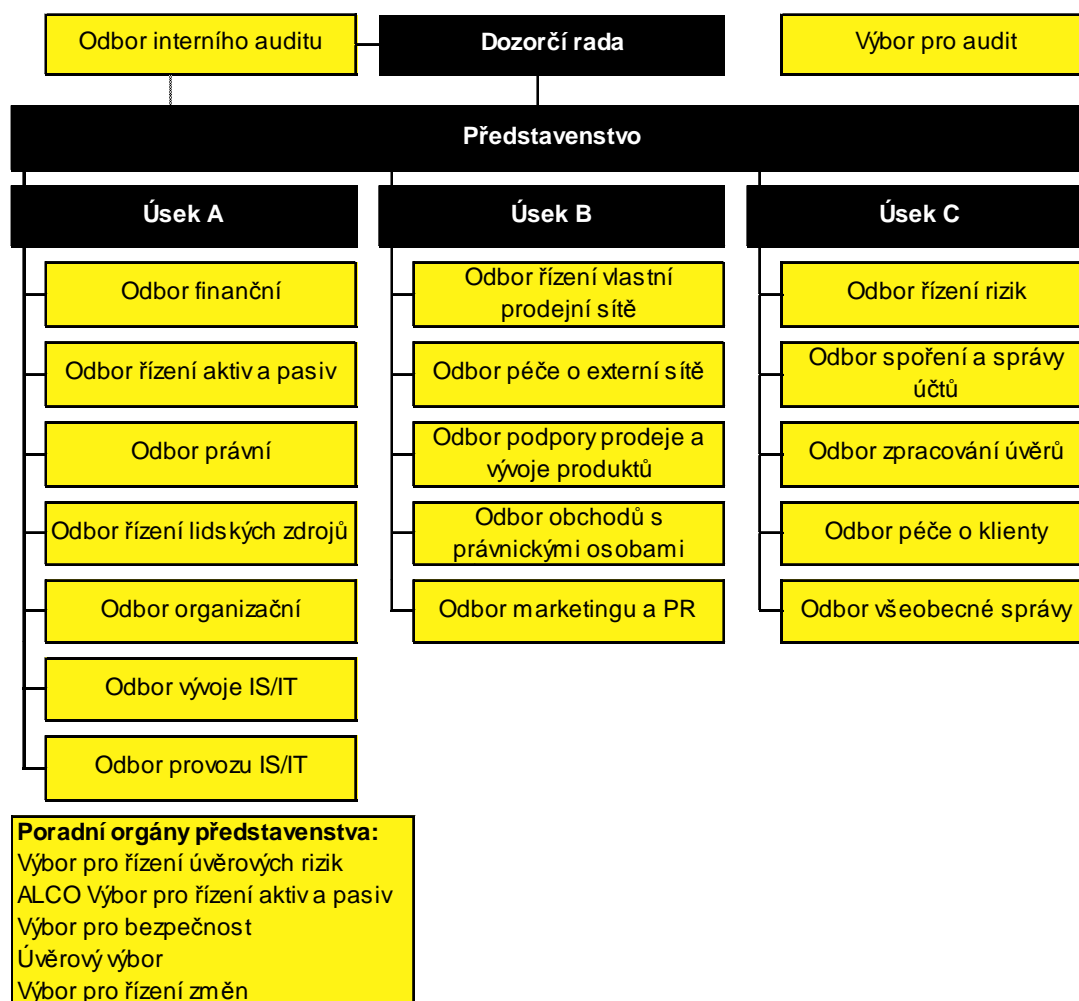 Odbor interního auditu
Dozorčí rada
Výbor pro audit
Představenstvo
Úsek A
Úsek B
Úsek C
Odbor finanční
Odbor řízení aktiv a pasiv
Odbor právní
Odbor řízení lidských zdrojů
Odbor organizační
Odbor vývoje IS/IT
Odbor provozu IS/IT
Odbor řízení vlastní
prodejní sítě
Odbor péče o externí sítě
Odbor podpory prodeje a
vývoje produktů
Odbor obchodů s
právnickými osobami
Odbor marketingu a PR
Odbor řízení rizik
Odbor spoření a správy
účtů
Odbor zpracování úvěrů
Odbor péče o klienty
Odbor všeobecné správy
Poradní orgány představenstva:
Výbor pro řízení úvěrových rizik
ALCO Výbor pro řízení aktiv a pasiv
Výbor pro bezpečnost
Úvěrový výbor
Výbor pro řízení změn